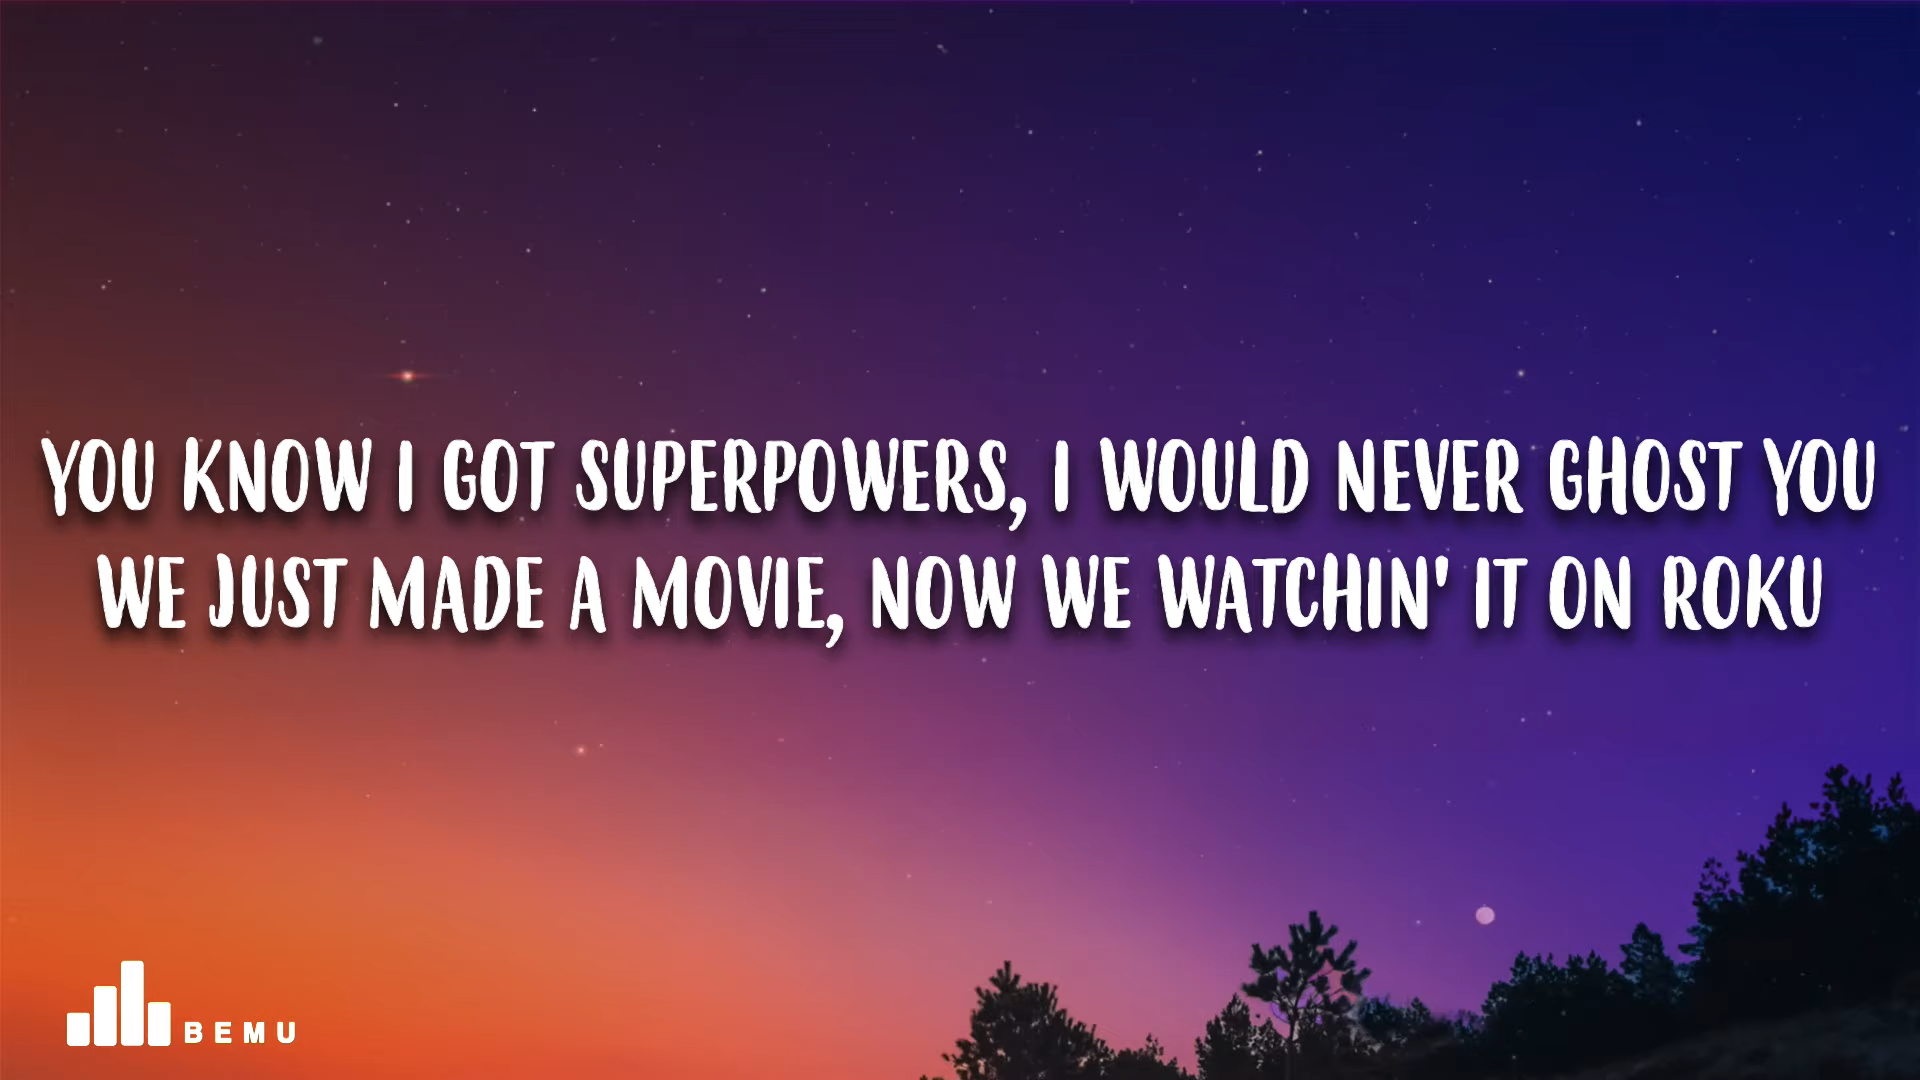 YOU KNOW I GOT SUPERPOWERS, I WOULD NEVER GHOST YOU
WE JUST MADE A MOVIE, NOW WE WATCHIN' IT ON ROKU
BEMU